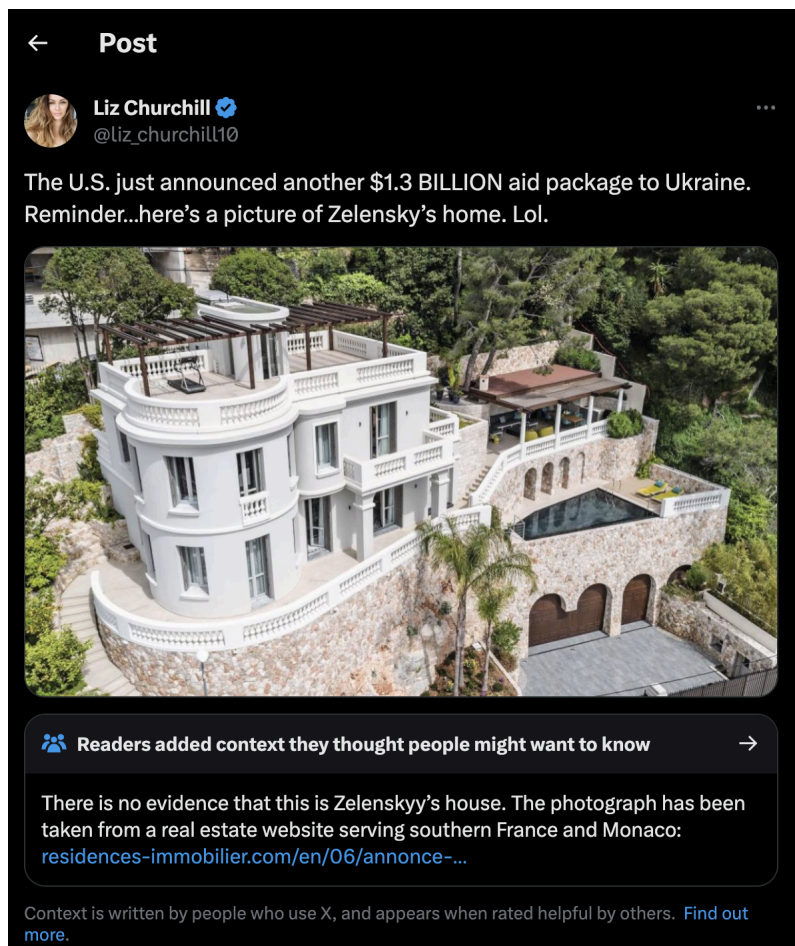 Post
Liz Churchill
@liz_churchill10
The U.S. just announced another $1.3 BILLION aid package to Ukraine.
Reminder...here's a picture of Zelensky's home. Lol.
Readers added context they thought people might want to know
There is no evidence that this is Zelenskyy's house. The photograph has been
taken from a real estate website serving southern France and Monaco:
residences-immobilier.com/en/06/annonce-...
Context is written by people who use X, and appears when rated helpful by others. Find out
more.